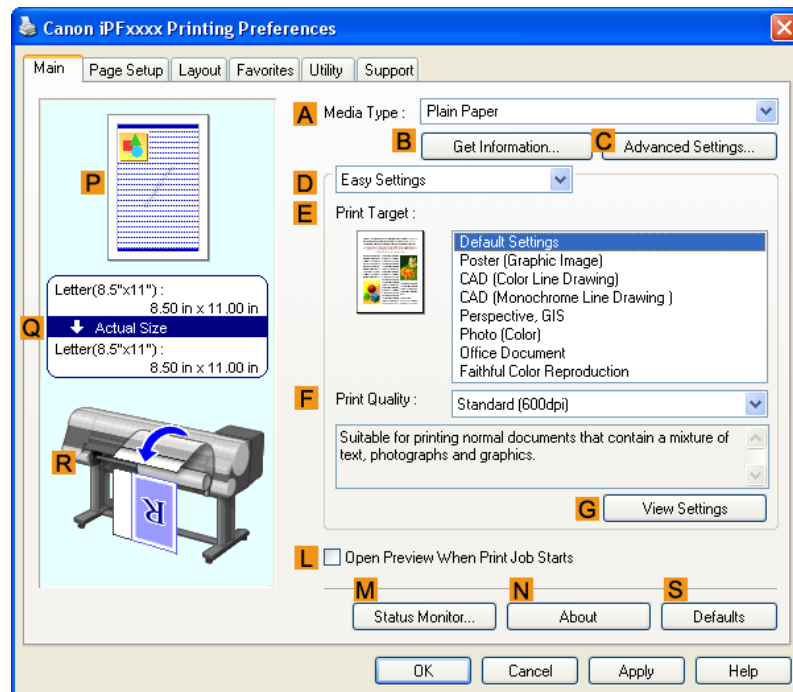 Canon iPFxxxx Printing Preferences
Main Page Setup Layout Favorites Utility Support
P
Letter(8.5"x11") :
8.50 in x 11.00 in
Q Actual Size
Letter(8.5"x11") :
8.50 in x 11.00 in
R
R
A Media Type : Plain Paper
B Get Information... C Advanced Settings...
D Easy Settings
E Print Target :
Default Settings
Poster (Graphic Image)
CAD (Color Line Drawing)
CAD (Monochrome Line Drawing )
Perspective, GIS
Photo (Color)
Office Document
Faithful Color Reproduction
F Print Quality : Standard (600dpi)
Suitable for printing normal documents that contain a mixture of
text, photographs and graphics.
G View Settings
L Open Preview When Print Job Starts
M Status Monitor... N About S Defaults
OK Cancel Apply Help